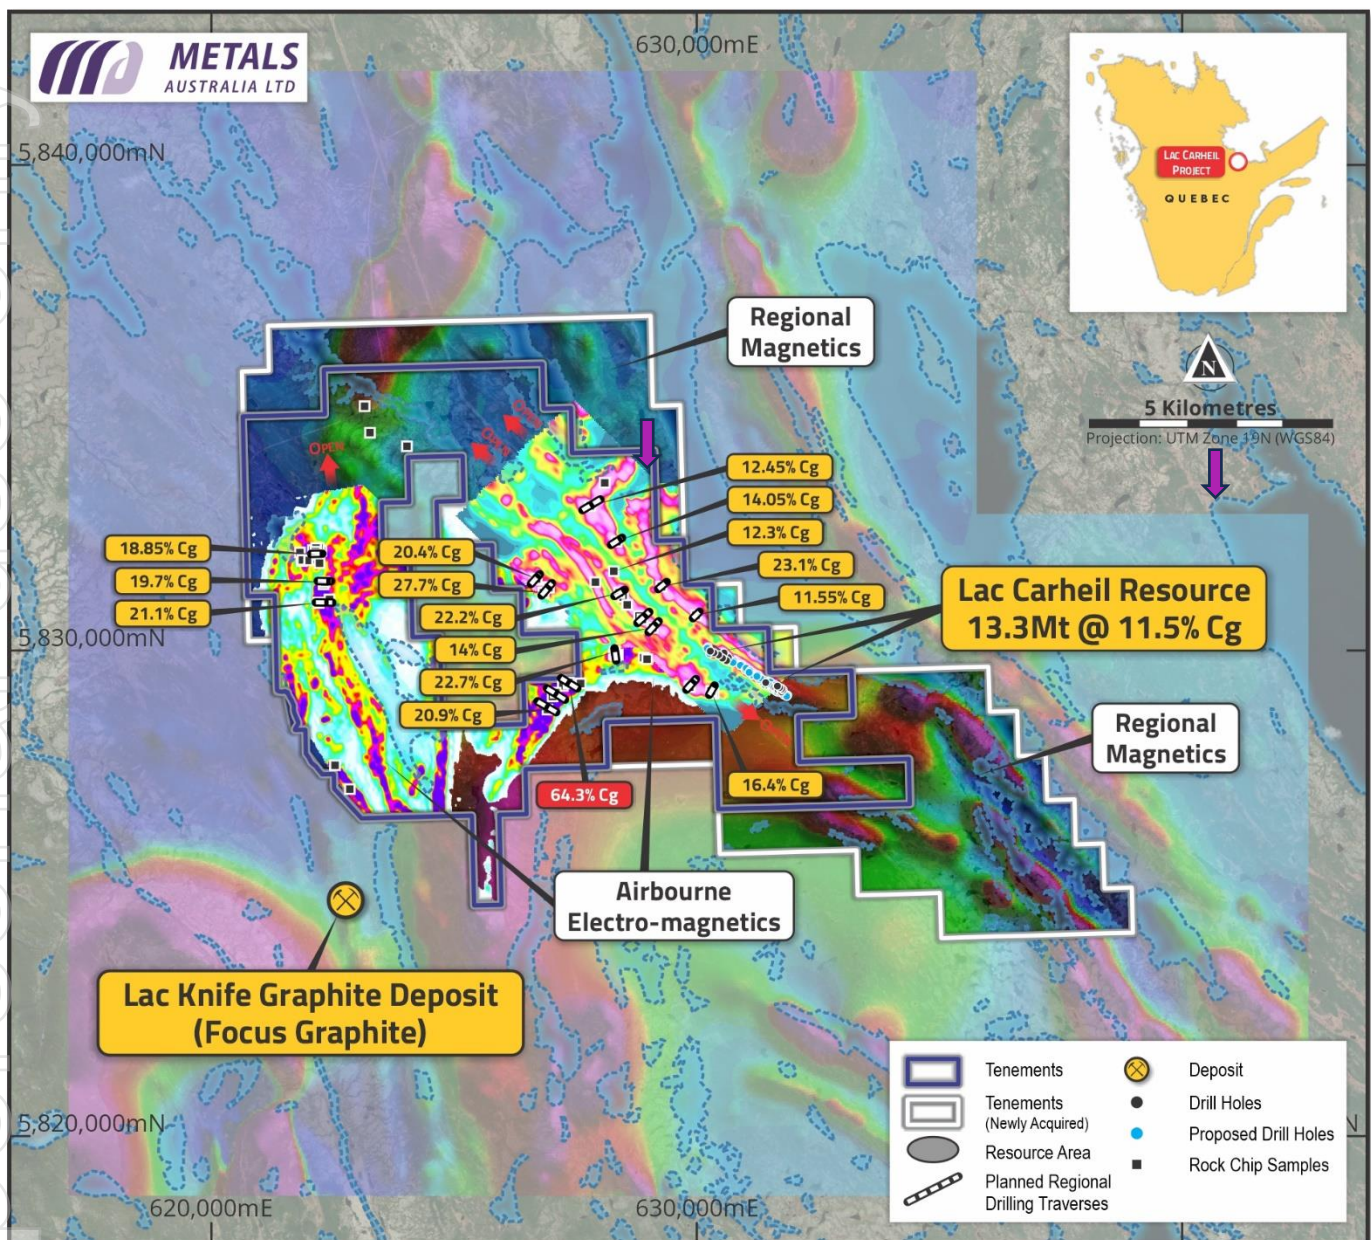 METALS
AUSTRALIA LTD
630,000mE
5,840,000mN
LAC CARHEIL
PROJECT
QUEBEC
N
5 Kilometres
Projection: UTM Zone 19N (WGS84)
Regional
Magnetics
OPEN
OPEN
OPEN
12.45% Cg
14.05% Cg
12.3% Cg
23.1% Cg
11.55% Cg
18.85% Cg
19.7% Cg
21.1% Cg
20.4% Cg
27.7% Cg
22.2% Cg
14% Cg
22.7% Cg
20.9% Cg
64.3% Cg
16.4% Cg
5,830,000mN
Lac Carheil Resource
13.3Mt @ 11.5% Cg
Regional
Magnetics
Airbourne
Electro-magnetics
Lac Knife Graphite Deposit
(Focus Graphite)
5,820,000mN
620,000mE
630,000mE
Tenements
Tenements
(Newly Acquired)
Resource Area
Planned Regional
Drilling Traverses
Deposit
Drill Holes
Proposed Drill Holes
Rock Chip Samples
N